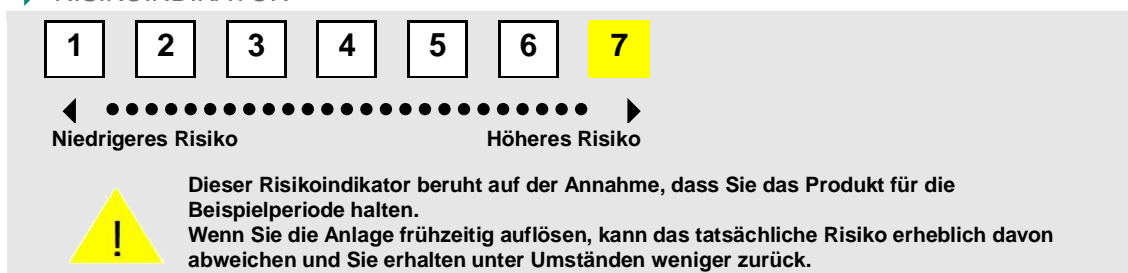 RISIKOINDIKATOR
1 2 3 4 5 6 7
Niedrigeres Risiko Höheres Risiko
Dieser Risikoindikator beruht auf der Annahme, dass Sie das Produkt für die
Beispielperiode halten.
! Wenn Sie die Anlage frühzeitig auflösen, kann das tatsächliche Risiko erheblich davon
abweichen und Sie erhalten unter Umständen weniger zurück.